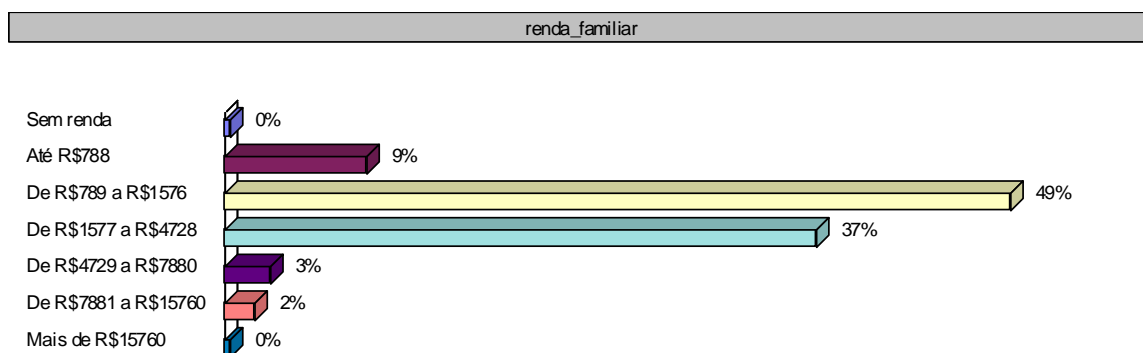 renda_familiar
Sem renda 0%
Até R$788 9%
De R$789 a R$1576 49%
De R$1577 a R$4728 37%
De R$4729 a R$7880 3%
De R$7881 a R$15760 2%
Mais de R$15760 0%